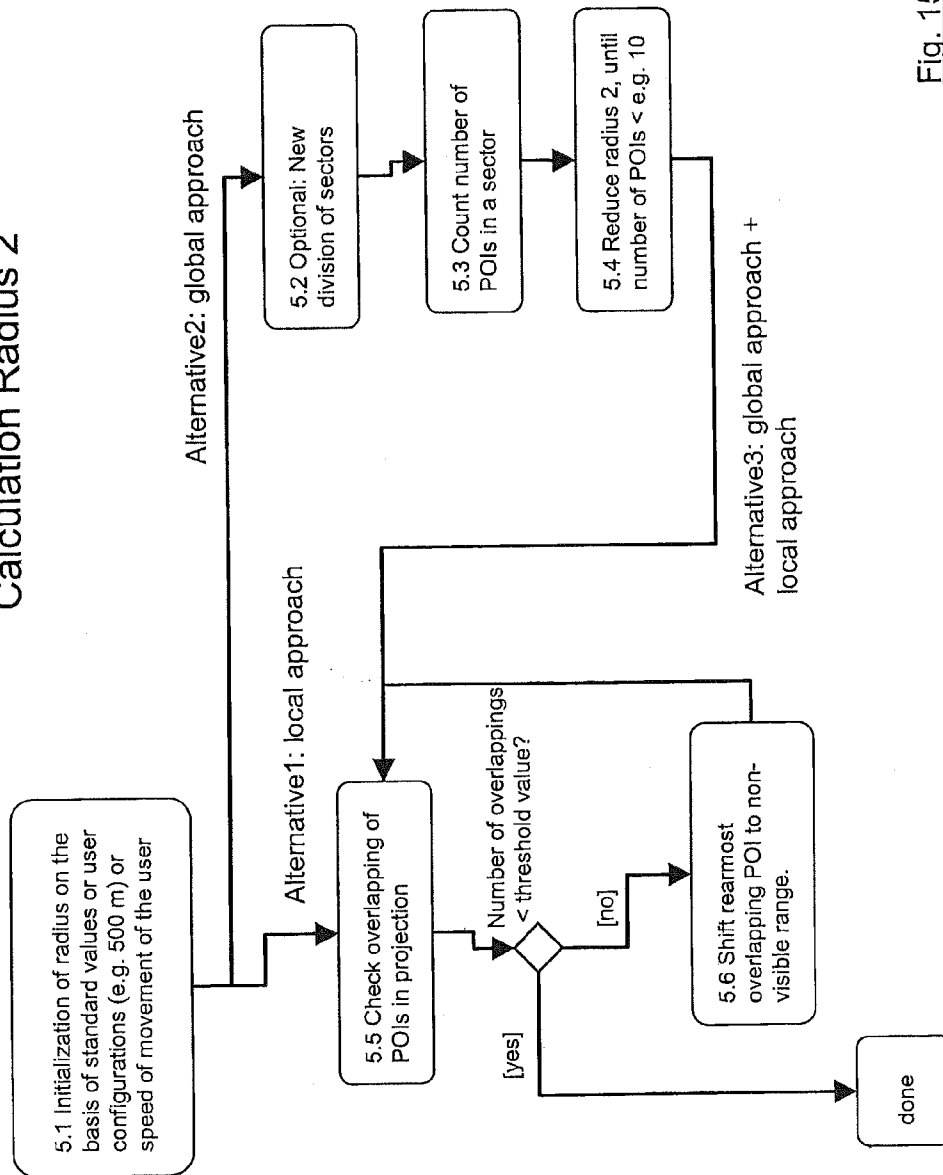 Calculation Radius 2
5.1 Initialization of radius on the
basis of standard values or user
configurations (e.g. 500 m) or
speed of movement of the user
Alternative2: global approach
Alternative1: local approach
5.2 Optional: New
division of sectors
5.3 Count number of
POIs in a sector
5.4 Reduce radius 2, until
number of POIs < e.g. 10
Alternative3: global approach +
local approach
5.5 Check overlapping of
POIs in projection
Number of overlappings
< threshold value?
[no]
[yes]
5.6 Shift rearmost
overlapping POI to non-
visible range.
done
Fig.